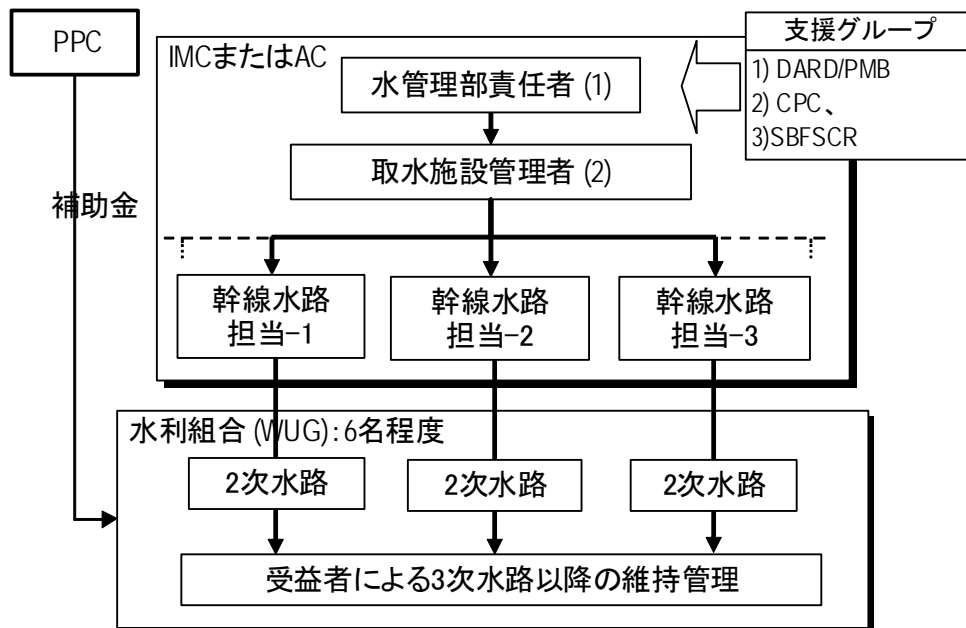 PPC
支援グループ
1) DARD/PMB
2) CPC、
3)SBFSCR
IMCまたはAC
水管理部責任者 (1)
取水施設管理者 (2)
補助金
幹線水路
担当-1
幹線水路
担当-2
幹線水路
担当-3
水利組合 (WUG) : 6名程度
2次水路
2次水路
2次水路
受益者による3次水路以降の維持管理